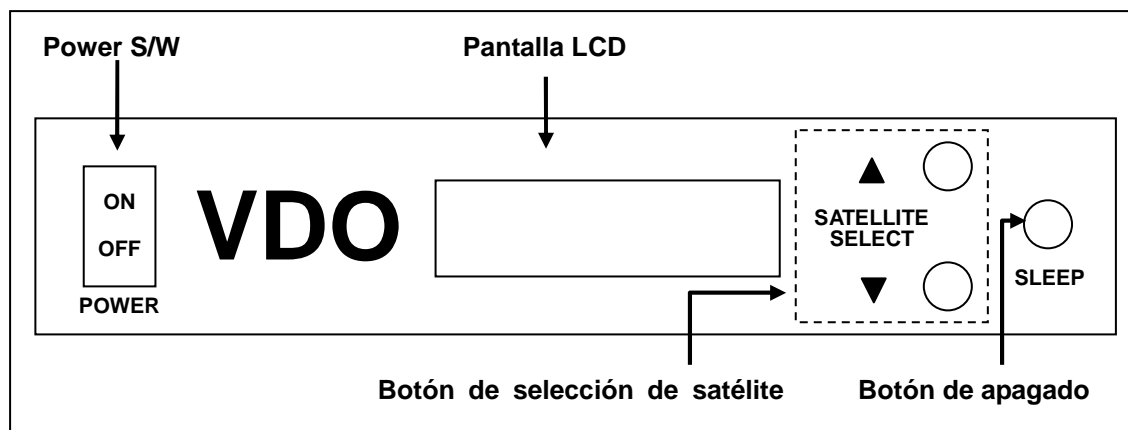 Power S/W
Pantalla LCD
ON
OFF
POWER
VDO
▲
SATELLITE
SELECT
▼
SLEEP
Botón de selección de satélite
Botón de apagado